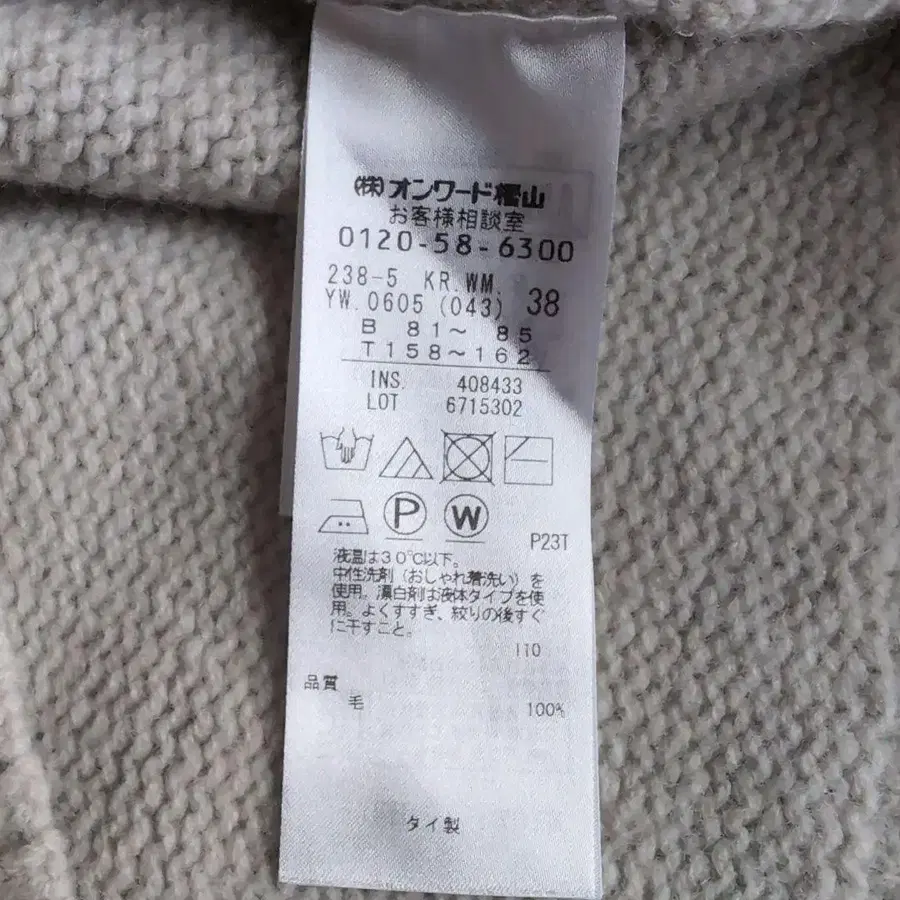 ㈱オンワード樫山
お客様相談室
0120-58-6300
238-5 KR.WM.
YW.0605 (043) 38
B 81～ 85
T158～162
INS. 408433
LOT 6715302
P W
P23T
液温は30℃以下。
中性洗剤（おしゃれ着洗い）を
使用。漂白剤は液体タイプを使
用。よくすすぎ、絞りの後すぐ
に干すこと。
110
品質
毛 100%
タイ製